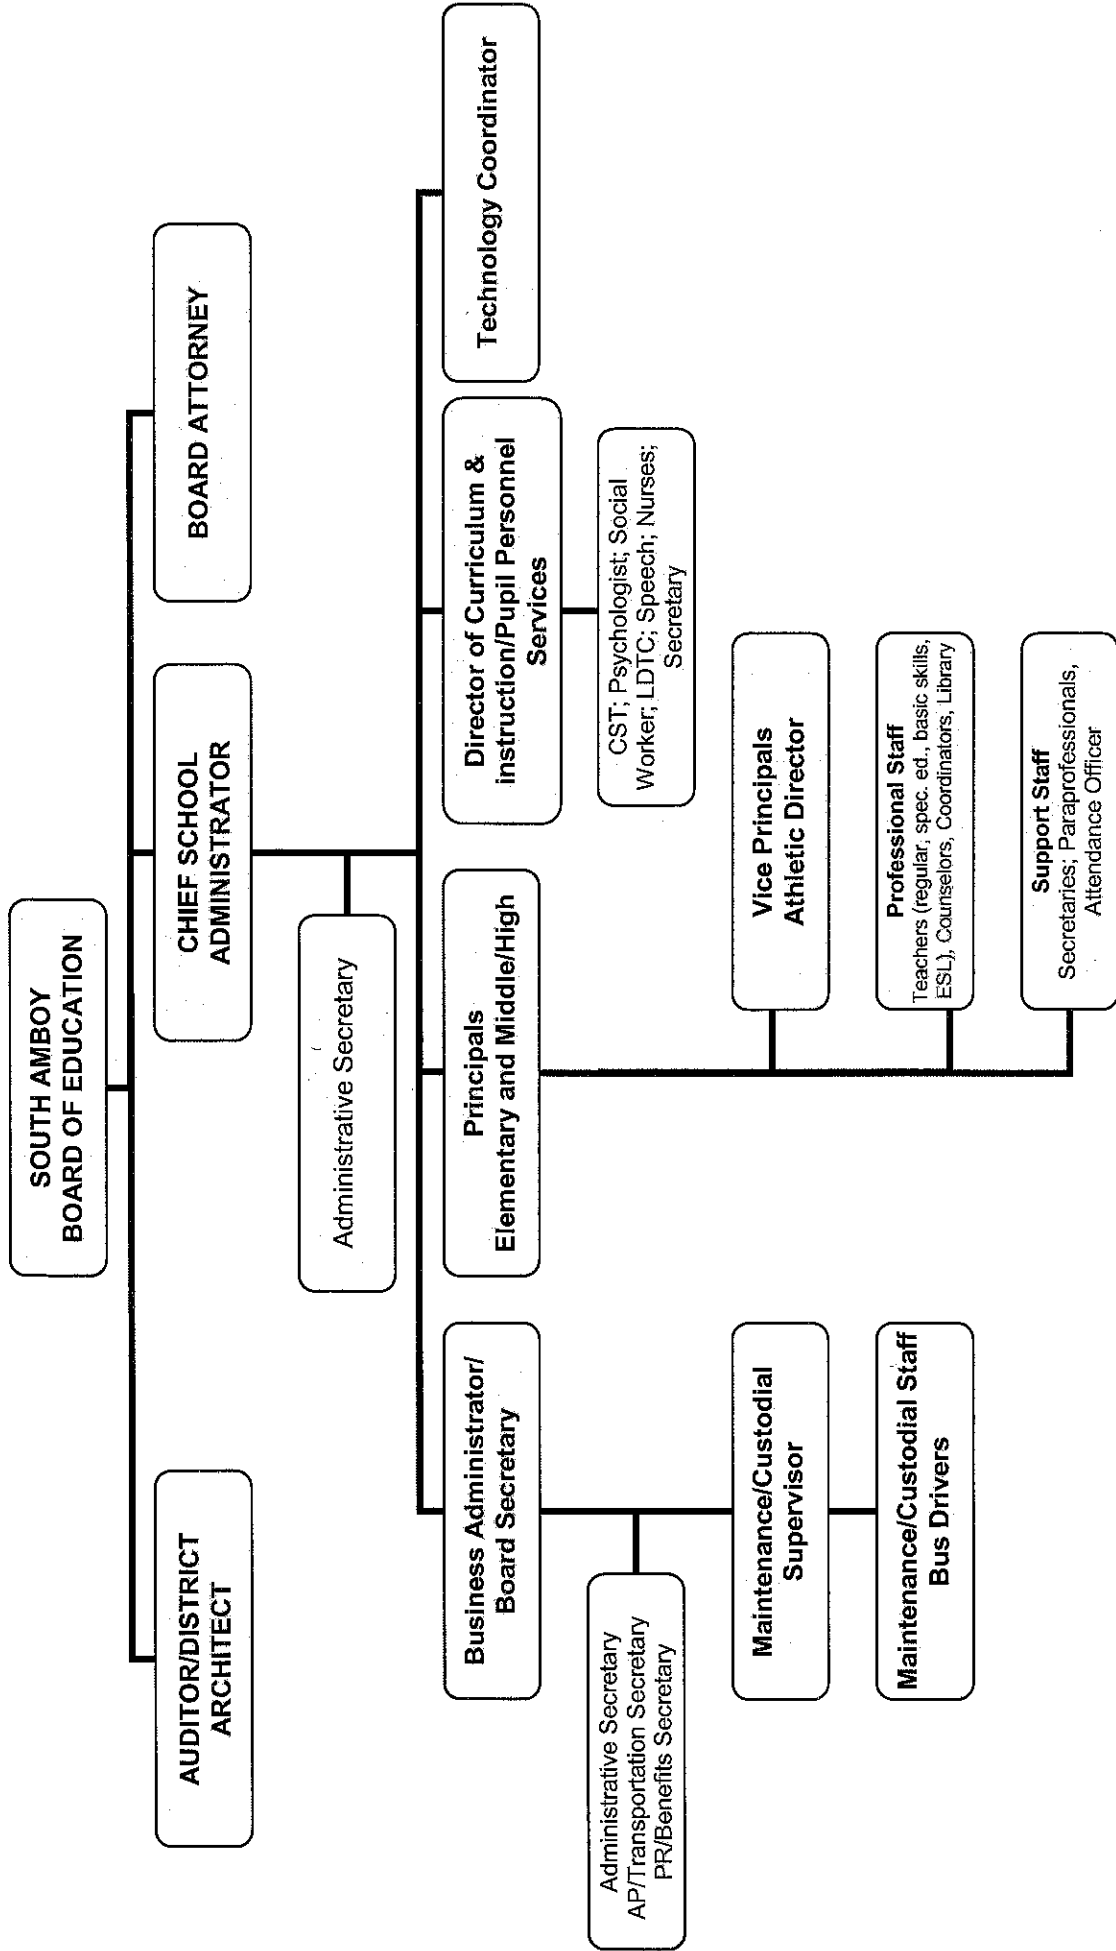 SOUTH AMBOY
BOARD OF EDUCATION
AUDITOR/DISTRICT
ARCHITECT
CHIEF SCHOOL
ADMINISTRATOR
BOARD ATTORNEY
Administrative Secretary
Business Administrator/
Board Secretary
Principals
Elementary and Middle/High
Director of Curriculum &
instruction/Pupil Personnel
Services
Technology Coordinator
Administrative Secretary
AP/Transportation Secretary
PR/Benefits Secretary
CST; Psychologist; Social
Worker; LDTC; Speech; Nurses;
Secretary
Maintenance/Custodial
Supervisor
Vice Principals
Athletic Director
Maintenance/Custodial Staff
Bus Drivers
Professional Staff
Teachers (regular, spec. ed., basic skills,
ESL), Counselors, Coordinators, Library
Support Staff
Secretaries; Paraprofessionals,
Attendance Officer